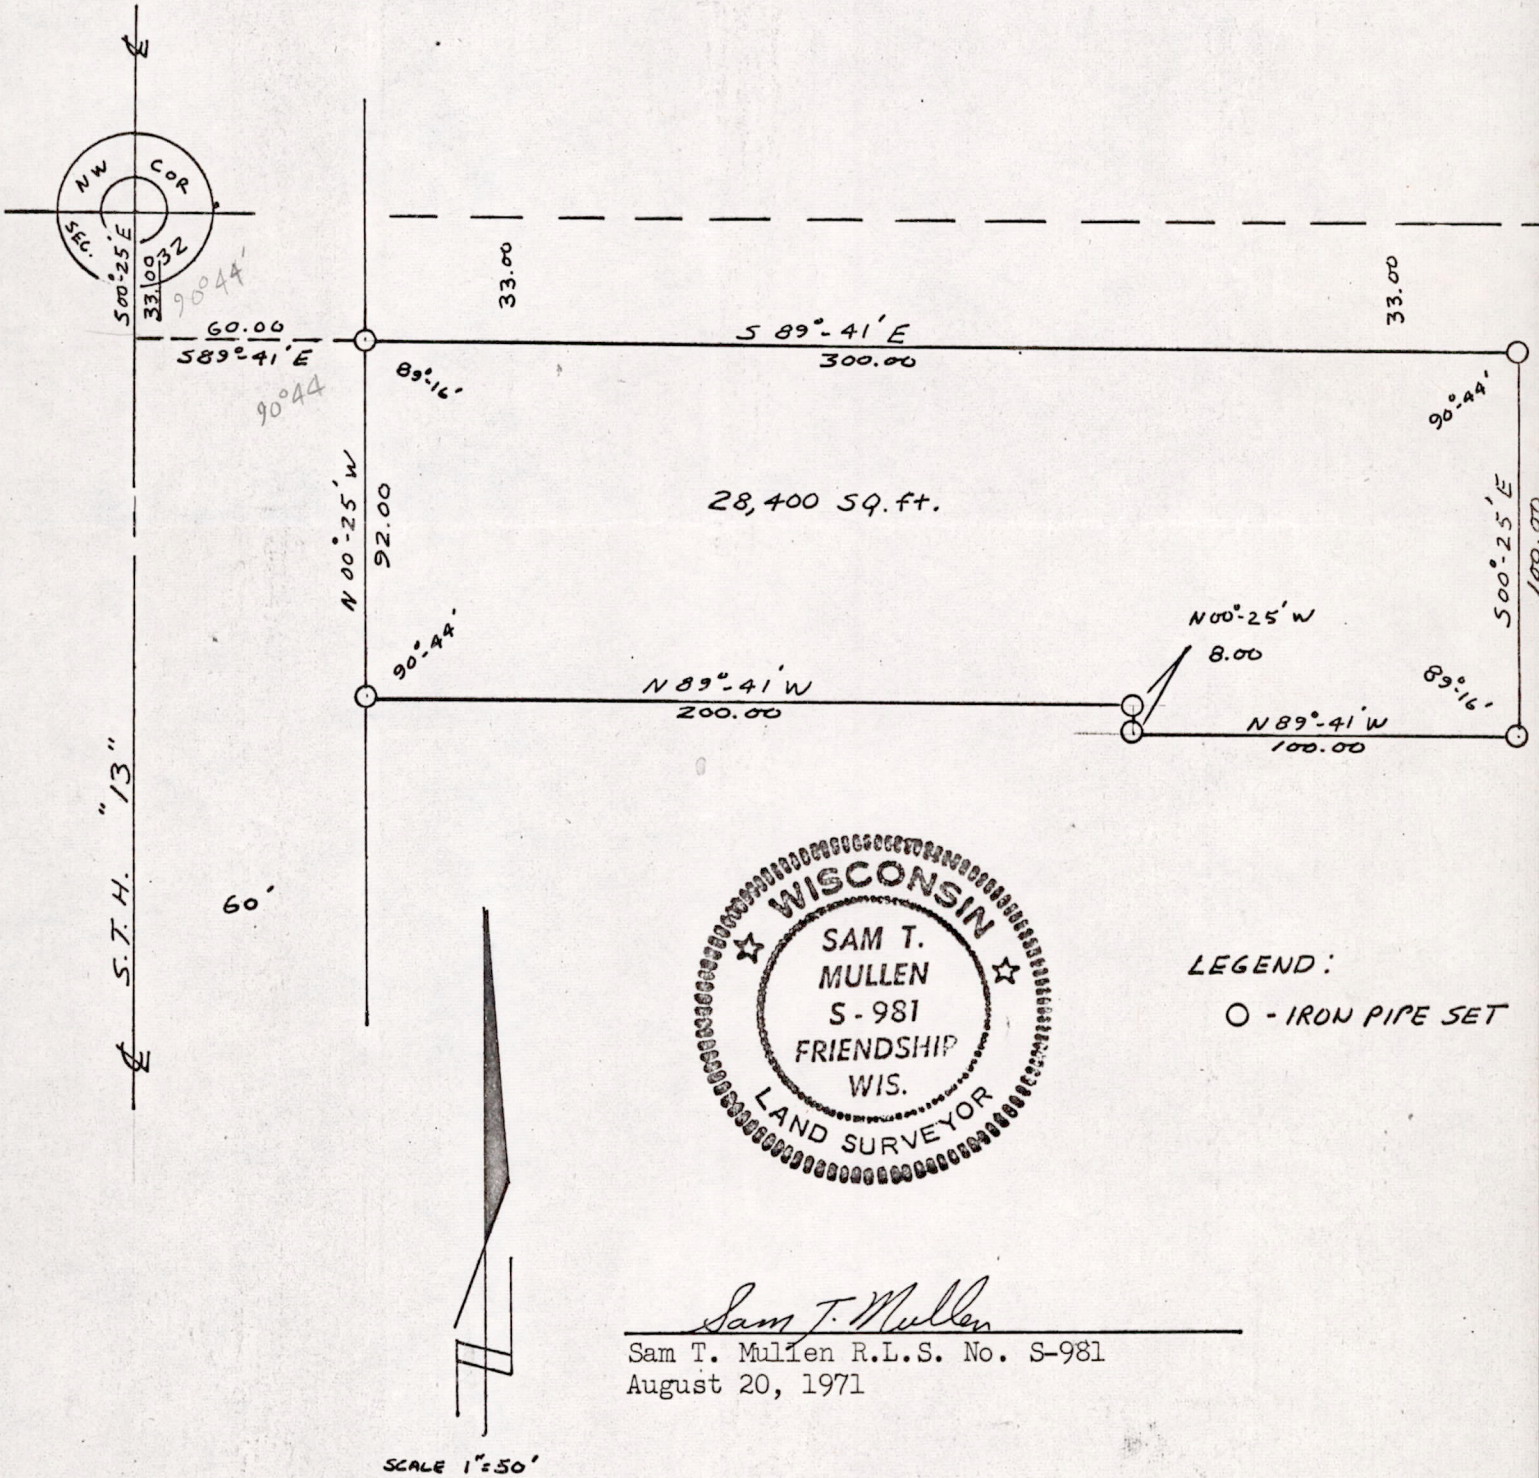 ℄
NW COR
SEC. 32
S00°-25' E
33.00
90°44'
60.00
S89°-41' E
90°44
33.00
33.00
S 89°-41' E
300.00
89°-16'
90°-44'
N 00°-25' W
92.00
28,400 SQ.ft.
S00°-25' E
100.00
90°-44'
N00°-25' W
8.00
89°-16'
N 89°-41' W
200.00
N 89°-41' W
100.00
S.T.H. "13"
60'
℄
WISCONSIN
SAM T.
MULLEN
S-981
FRIENDSHIP
WIS.
LAND SURVEYOR
LEGEND:
O - IRON PIPE SET
Sam T. Mullen
Sam T. Mullen R.L.S. No. S-981
August 20, 1971
SCALE 1"=50'